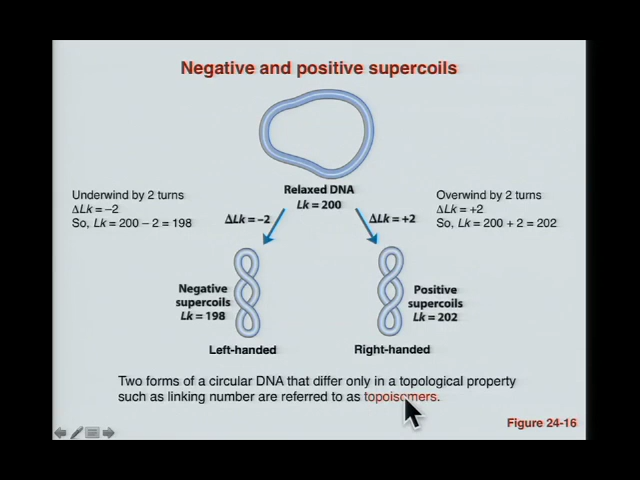 Negative and positive supercoils
Relaxed DNA
Lk = 200
Underwind by 2 turns
ΔLk = –2
So, Lk = 200 – 2 = 198
Overwind by 2 turns
ΔLk = +2
So, Lk = 200 + 2 = 202
ΔLk = –2
ΔLk = +2
Negative
supercoils
Lk = 198
Positive
supercoils
Lk = 202
Left-handed
Right-handed
Two forms of a circular DNA that differ only in a topological property
such as linking number are referred to as topoisomers.
Figure 24-16